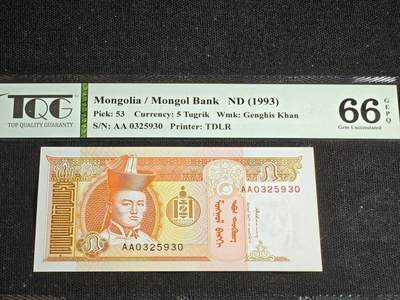 TQG
TOP QUALITY GUARANTY
Mongolia / Mongol Bank ND (1993)
Pick: 53 Currency: 5 Tugrik Wmk: Genghis Khan
S/N: AA 0325930 Printer: TDLR
66
GEPQ
Gem Uncirculated
AA0325930
AA0325930